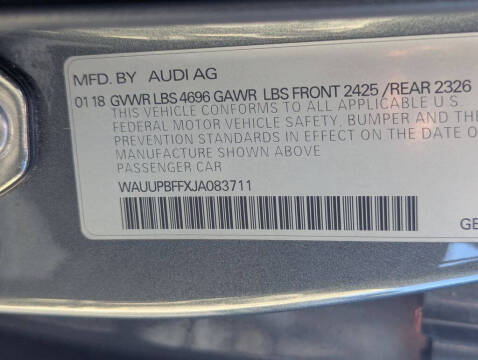 MFD. BY AUDI AG
01 18 GVWR LBS 4696 GAWR LBS FRONT 2425 /REAR 2326
THIS VEHICLE CONFORMS TO ALL APPLICABLE U.S.
FEDERAL MOTOR VEHICLE SAFETY, BUMPER AND THE
PREVENTION STANDARDS IN EFFECT ON THE DATE O
MANUFACTURE SHOWN ABOVE
PASSENGER CAR
WAUUPBFFXJA083711
GE